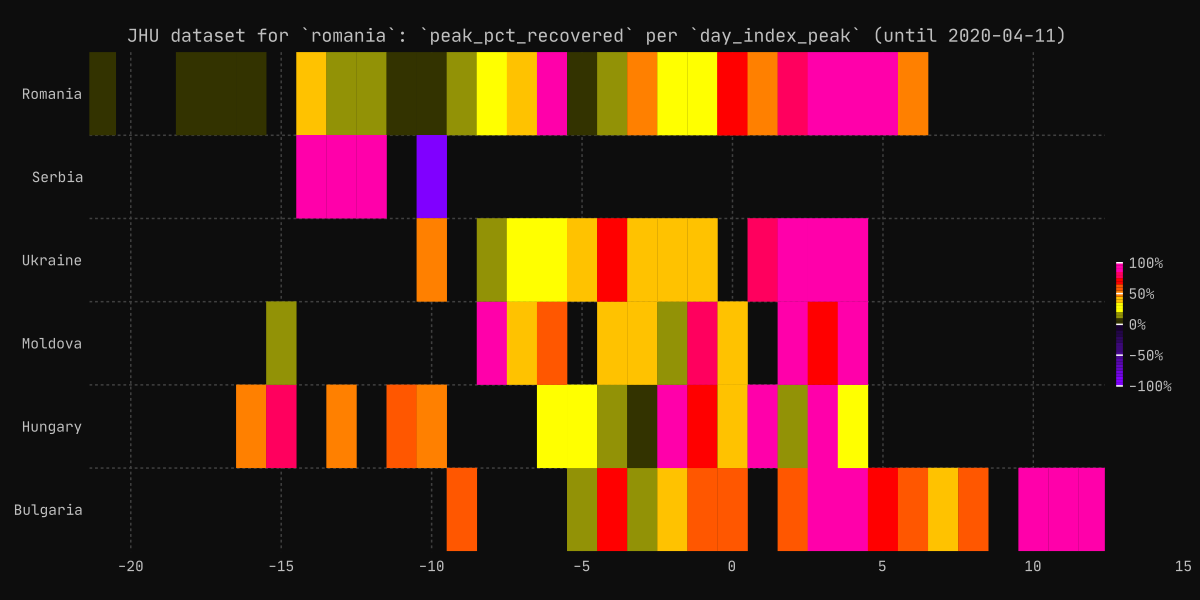 JHU dataset for `romania`: `peak_pct_recovered` per `day_index_peak` (until 2020-04-11)
Romania
Serbia
Ukraine
Moldova
Hungary
Bulgaria
100%
50%
0%
-50%
-100%
-20 -15 -10 -5 0 5 10 15